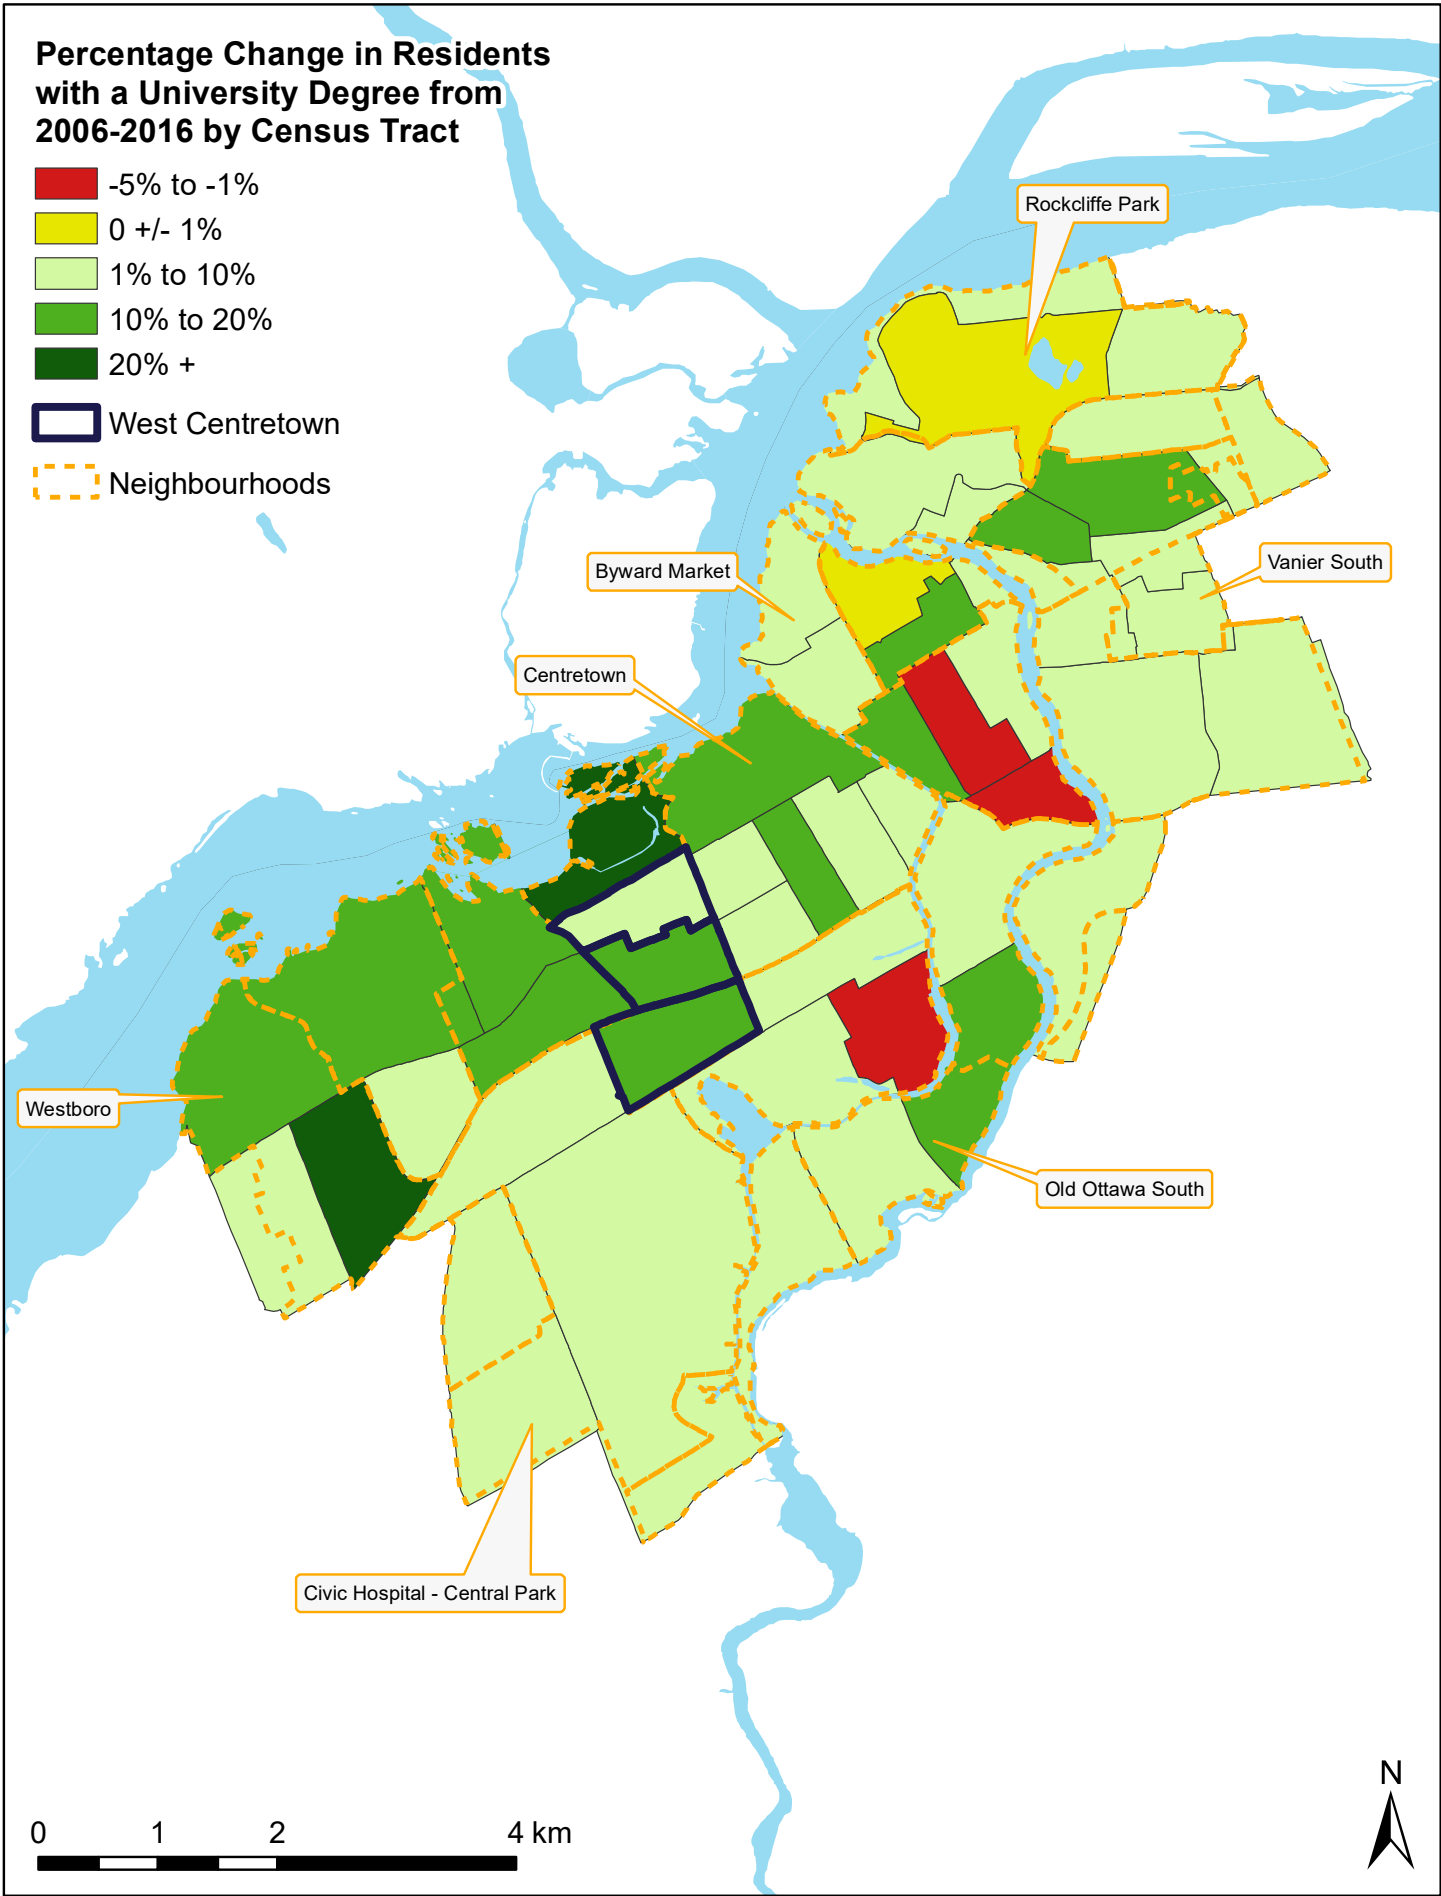 Percentage Change in Residents
with a University Degree from
2006-2016 by Census Tract
-5% to -1%
0 +/- 1%
1% to 10%
10% to 20%
20% +
West Centretown
Neighbourhoods
Rockcliffe Park
Byward Market
Vanier South
Centretown
Westboro
Old Ottawa South
Civic Hospital - Central Park
N
0 1 2 4 km